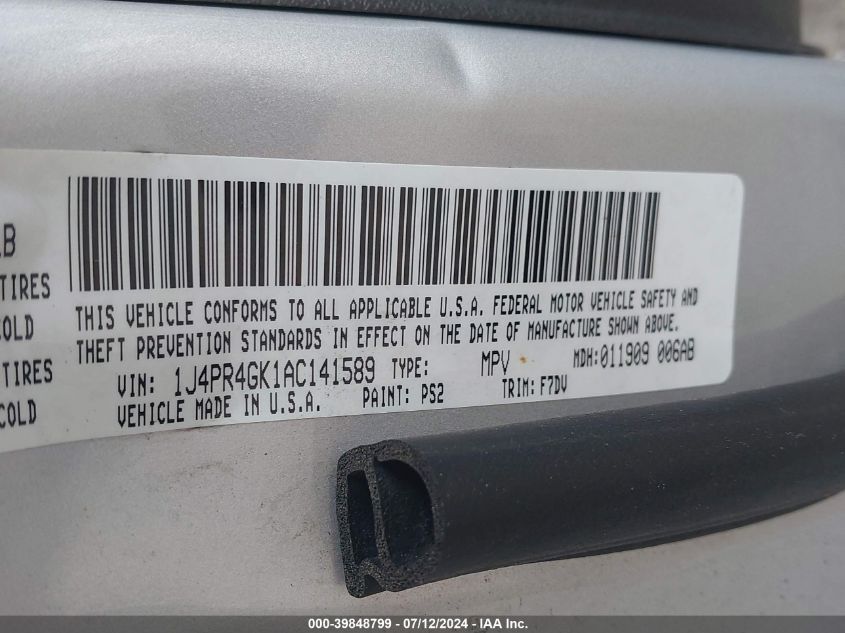 LB
TIRES
COLD
TIRES
COLD
THIS VEHICLE CONFORMS TO ALL APPLICABLE U.S.A. FEDERAL MOTOR VEHICLE SAFETY AND
THEFT PREVENTION STANDARDS IN EFFECT ON THE DATE OF MANUFACTURE SHOWN ABOVE.
VIN: 1J4PR4GK1AC141589 TYPE: MPV MDH:011909 006AB
VEHICLE MADE IN U.S.A. PAINT: PS2 TRIM: F7DV
000-39848799 - 07/12/2024 - IAA Inc.